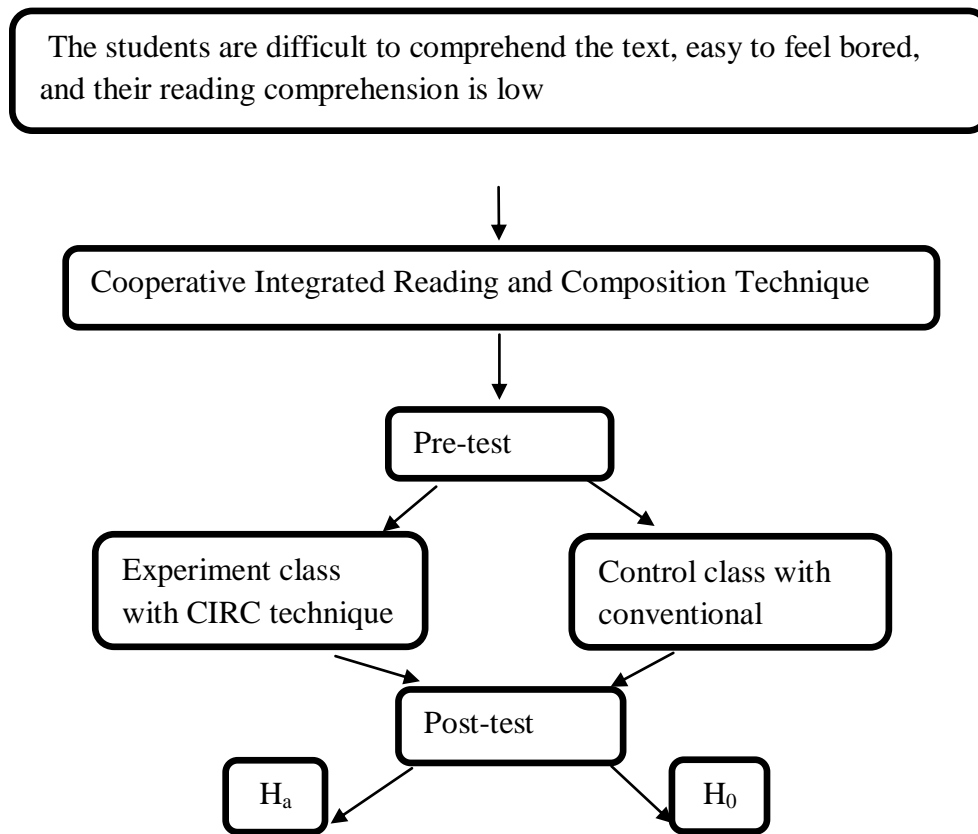 The students are difficult to comprehend the text, easy to feel bored,
and their reading comprehension is low
Cooperative Integrated Reading and Composition Technique
Pre-test
Experiment class
with CIRC technique
Control class with
conventional
Post-test
Hₐ
H₀